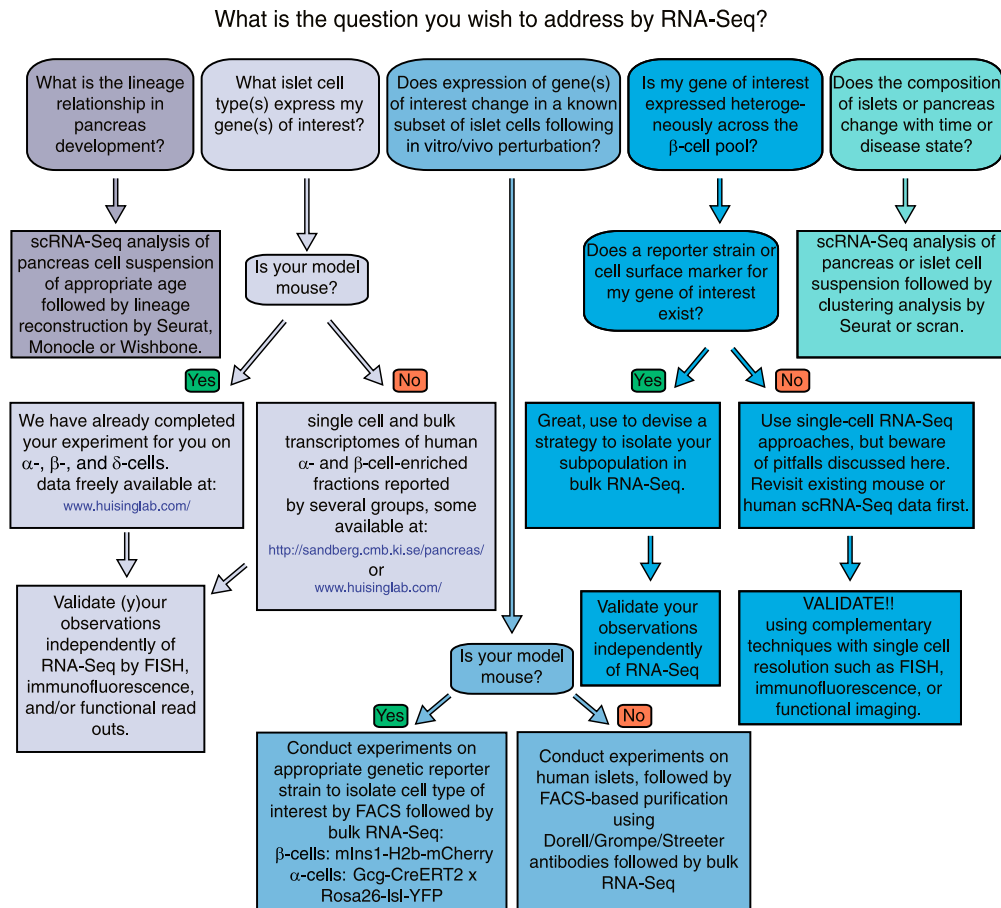 What is the question you wish to address by RNA-Seq?
What is the lineage
relationship in
pancreas
development?
What islet cell
type(s) express my
gene(s) of interest?
Does expression of gene(s)
of interest change in a known
subset of islet cells following
in vitro/vivo perturbation?
Is my gene of interest
expressed heteroge-
neously across the
β-cell pool?
Does the composition
of islets or pancreas
change with time or
disease state?
scRNA-Seq analysis of
pancreas cell suspension
of appropriate age
followed by lineage
reconstruction by Seurat,
Monocle or Wishbone.
Is your model
mouse?
Does a reporter strain or
cell surface marker for
my gene of interest
exist?
scRNA-Seq analysis of
pancreas or islet cell
suspension followed by
clustering analysis by
Seurat or scran.
Yes
No
Yes
No
We have already completed
your experiment for you on
α-, β-, and δ-cells.
data freely available at:
www.huisinglab.com/
single cell and bulk
transcriptomes of human
α- and β-cell-enriched
fractions reported
by several groups, some
available at:
http://sandberg.cmb.ki.se/pancreas/
or
www.huisinglab.com/
Great, use to devise a
strategy to isolate your
subpopulation in
bulk RNA-Seq.
Use single-cell RNA-Seq
approaches, but beware
of pitfalls discussed here.
Revisit existing mouse or
human scRNA-Seq data first.
Validate (y)our
observations
independently of
RNA-Seq by FISH,
immunofluorescence,
and/or functional read
outs.
Validate your
observations
independently
of RNA-Seq
VALIDATE!!
using complementary
techniques with single cell
resolution such as FISH,
immunofluorescence, or
functional imaging.
Is your model
mouse?
Yes
No
Conduct experiments on
appropriate genetic reporter
strain to isolate cell type of
interest by FACS followed by
bulk RNA-Seq:
β-cells: mIns1-H2b-mCherry
α-cells: Gcg-CreERT2 x
Rosa26-lsl-YFP
Conduct experiments on
human islets, followed by
FACS-based purification
using
Dorell/Grompe/Streeter
antibodies followed by bulk
RNA-Seq